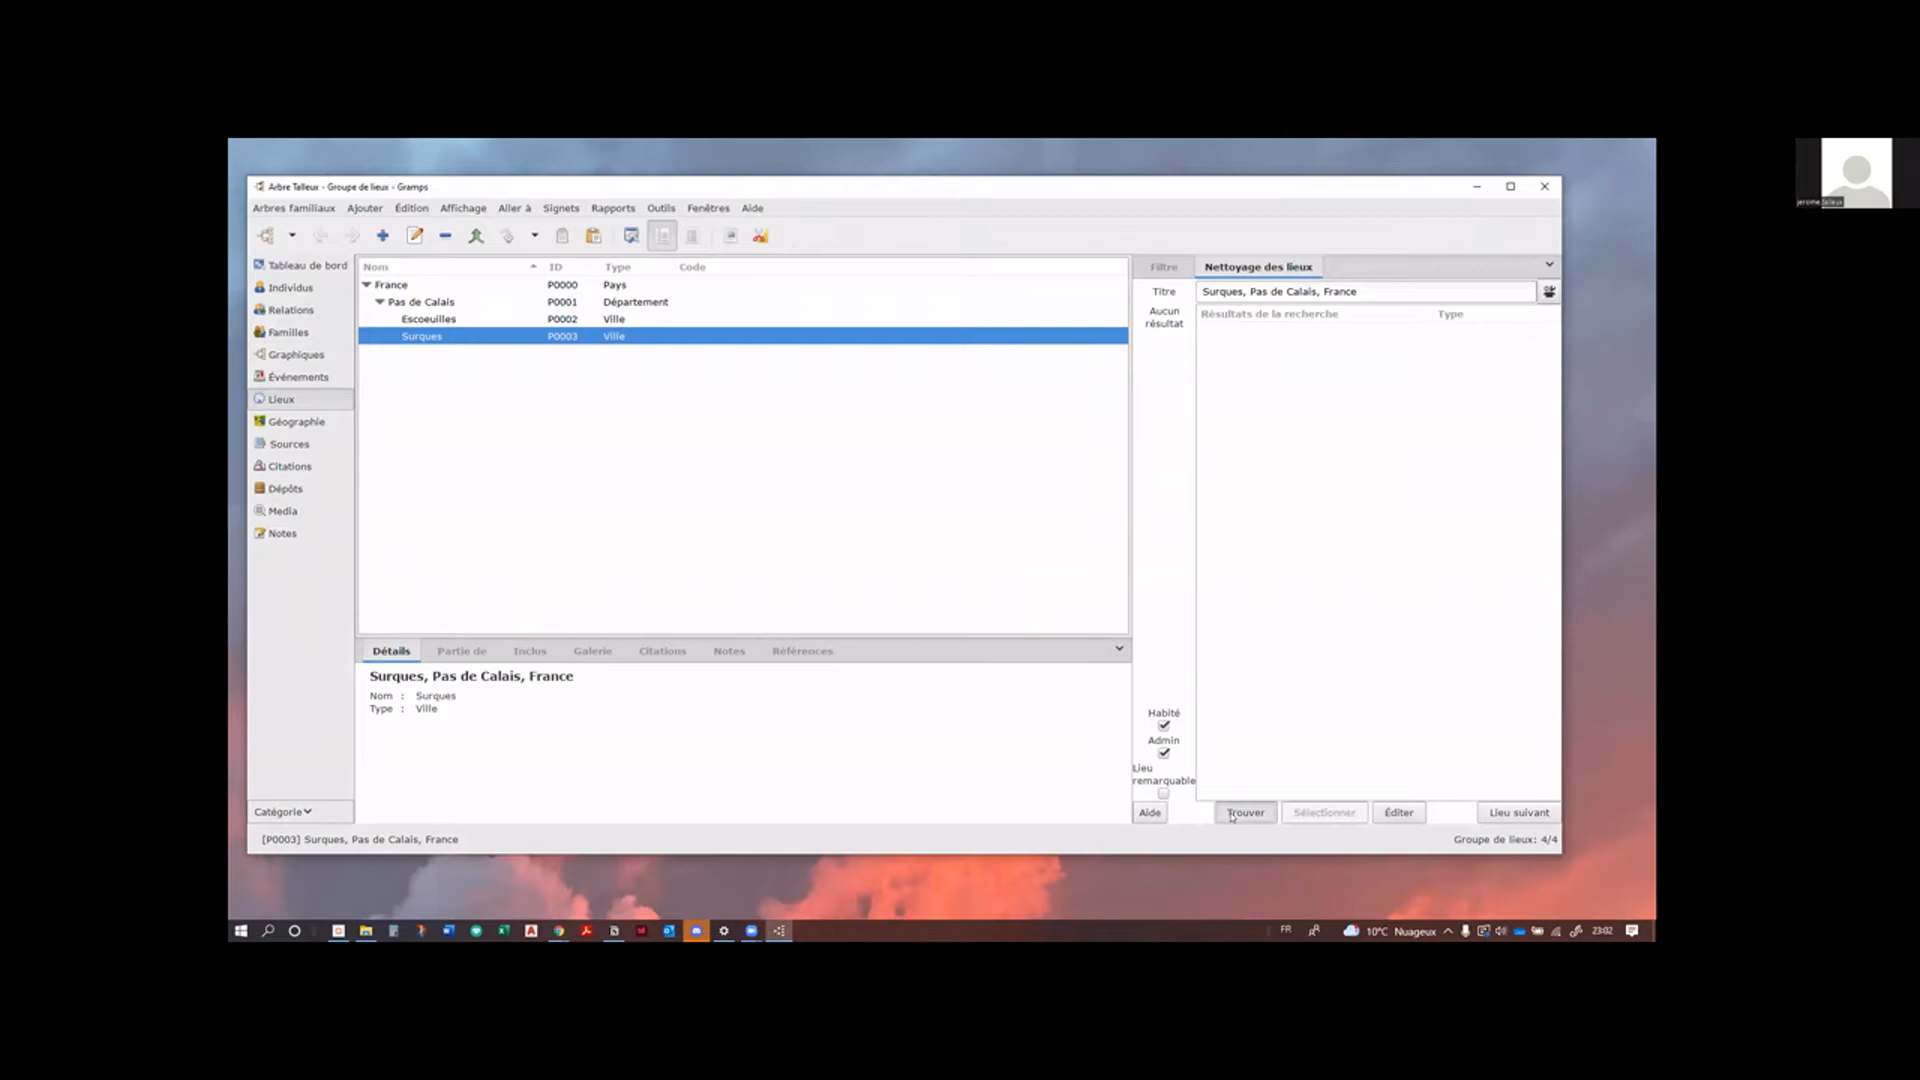 Arbre Talleux - Groupe de lieux - Gramps
Arbres familiaux Ajouter Édition Affichage Aller à Signets Rapports Outils Fenêtres Aide
Tableau de bord
Individus
Relations
Familles
Graphiques
Événements
Lieux
Géographie
Sources
Citations
Dépôts
Media
Notes
Catégorie
Nom ID Type Code
France P0000 Pays
Pas de Calais P0001 Département
Escoeuilles P0002 Ville
Surques P0003 Ville
Détails Partie de Inclus Galerie Citations Notes Références
Surques, Pas de Calais, France
Nom : Surques
Type : Ville
Filtre Nettoyage des lieux
Titre Surques, Pas de Calais, France
Aucun
résultat
Résultats de la recherche Type
Habité
Admin
Lieu
remarquable
Aide Trouver Sélectionner Éditer Lieu suivant
[P0003] Surques, Pas de Calais, France
Groupe de lieux: 4/4
FR 10°C Nuageux 23:02
jerome talleux